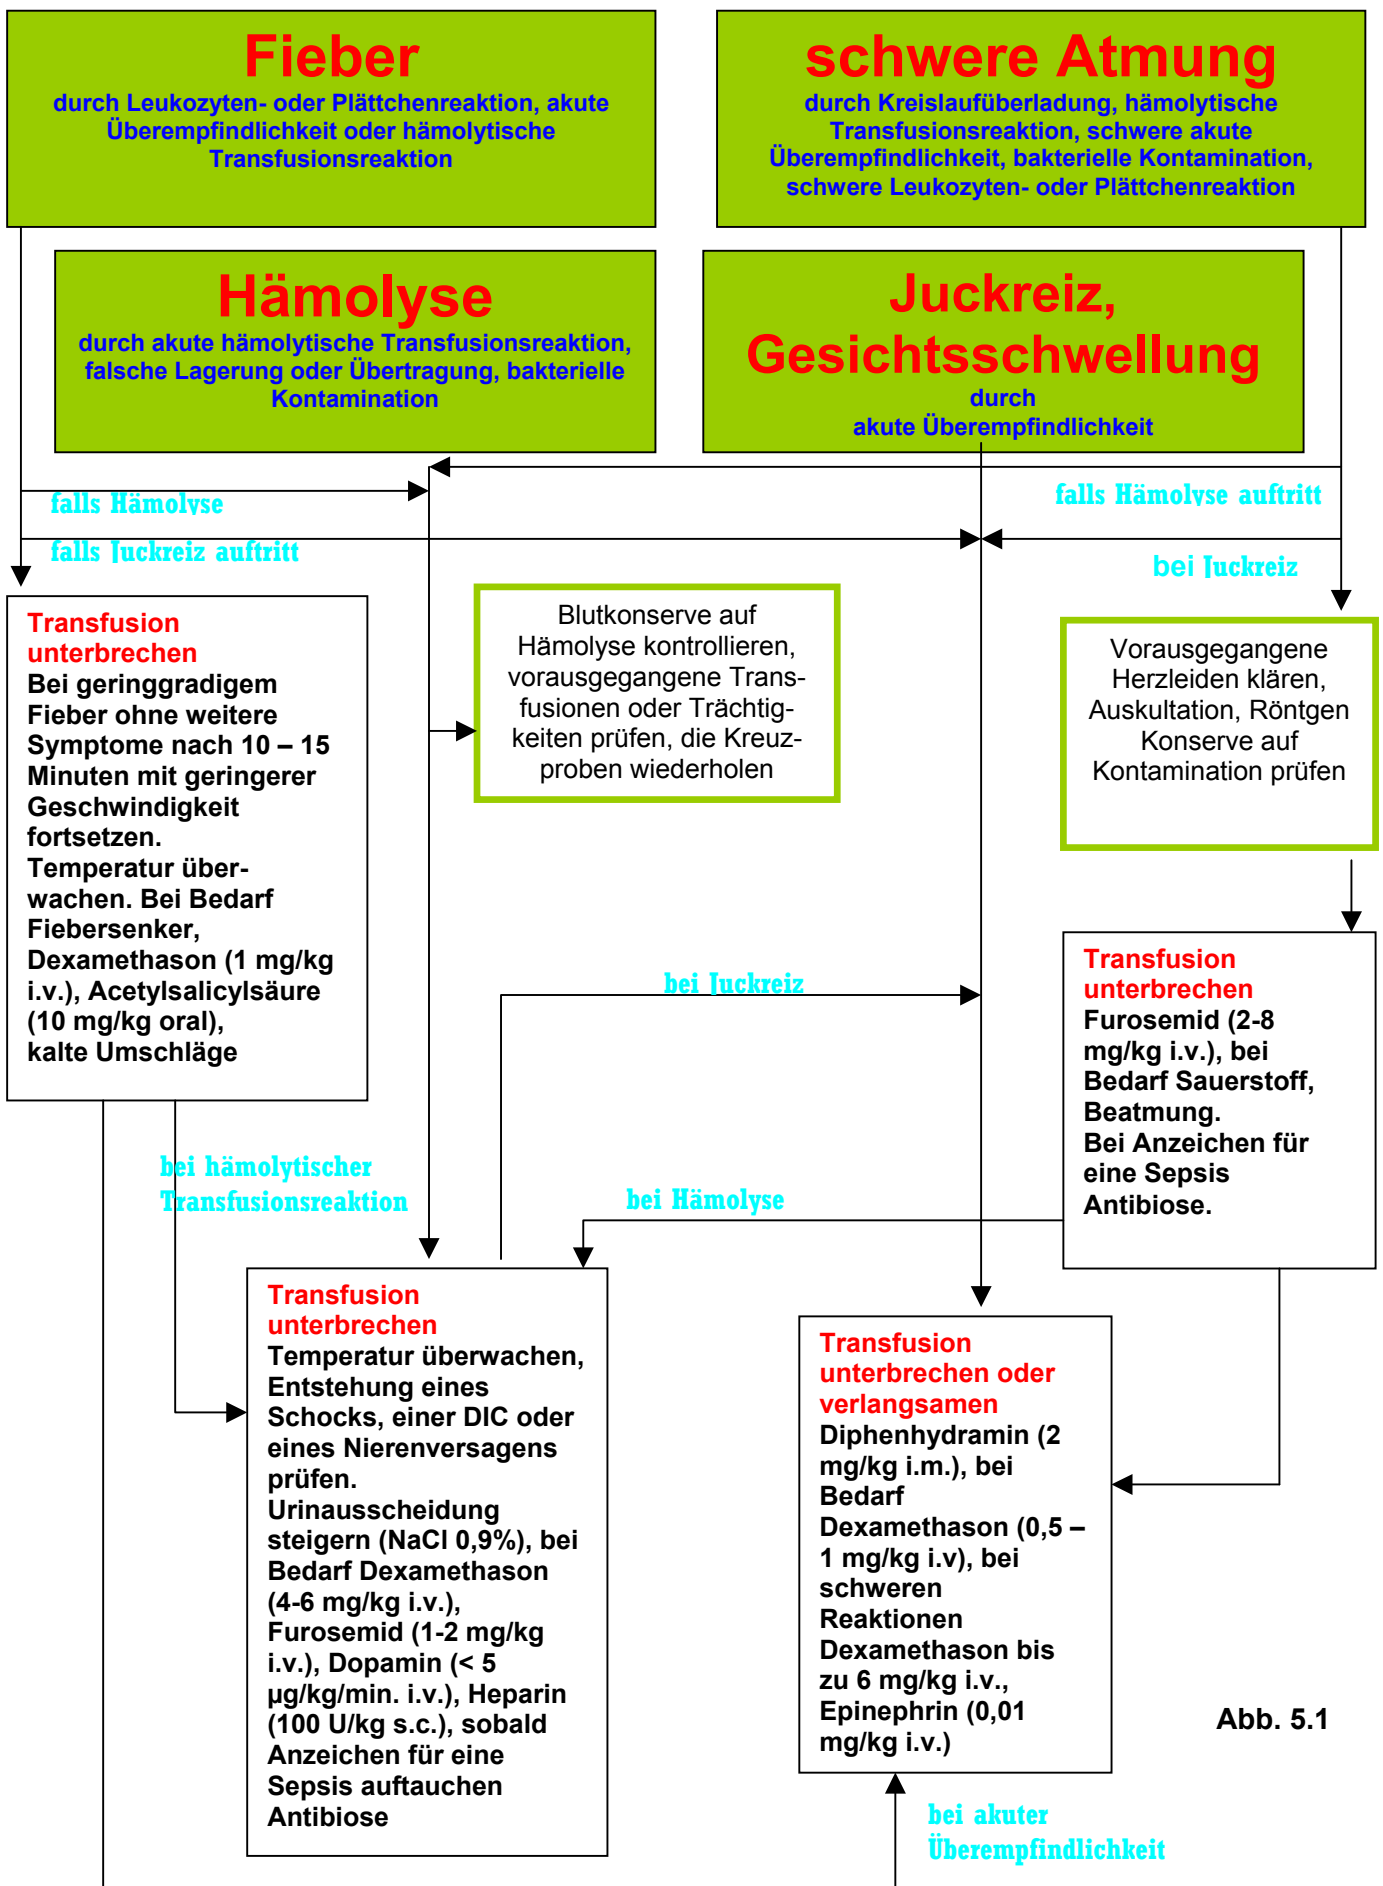 Fieber
durch Leukozyten- oder Plättchenreaktion, akute
Überempfindlichkeit oder hämolytische
Transfusionsreaktion
schwere Atmung
durch Kreislaufüberladung, hämolytische
Transfusionsreaktion, schwere akute
Überempfindlichkeit, bakterielle Kontamination,
schwere Leukozyten- oder Plättchenreaktion
Hämolyse
durch akute hämolytische Transfusionsreaktion,
falsche Lagerung oder Übertragung, bakterielle
Kontamination
Juckreiz,
Gesichtsschwellung
durch
akute Überempfindlichkeit
falls Hämolyse
falls Hämolyse auftritt
falls Juckreiz auftritt
bei Juckreiz
Transfusion
unterbrechen
Bei geringgradigem
Fieber ohne weitere
Symptome nach 10 – 15
Minuten mit geringerer
Geschwindigkeit
fortsetzen.
Temperatur über-
wachen. Bei Bedarf
Fiebersenker,
Dexamethason (1 mg/kg
i.v.), Acetylsalicylsäure
(10 mg/kg oral),
kalte Umschläge
Blutkonserve auf
Hämolyse kontrollieren,
vorausgegangene Trans-
fusionen oder Trächtig-
keiten prüfen, die Kreuz-
proben wiederholen
Vorausgegangene
Herzleiden klären,
Auskultation, Röntgen
Konserve auf
Kontamination prüfen
bei Juckreiz
Transfusion
unterbrechen
Furosemid (2-8
mg/kg i.v.), bei
Bedarf Sauerstoff,
Beatmung.
Bei Anzeichen für
eine Sepsis
Antibiose.
bei hämolytischer
Transfusionsreaktion
bei Hämolyse
Transfusion
unterbrechen
Temperatur überwachen,
Entstehung eines
Schocks, einer DIC oder
eines Nierenversagens
prüfen.
Urinausscheidung
steigern (NaCl 0,9%), bei
Bedarf Dexamethason
(4-6 mg/kg i.v.),
Furosemid (1-2 mg/kg
i.v.), Dopamin (< 5
µg/kg/min. i.v.), Heparin
(100 U/kg s.c.), sobald
Anzeichen für eine
Sepsis auftauchen
Antibiose
Transfusion
unterbrechen oder
verlangsamen
Diphenhydramin (2
mg/kg i.m.), bei
Bedarf
Dexamethason (0,5 –
1 mg/kg i.v), bei
schweren
Reaktionen
Dexamethason bis
zu 6 mg/kg i.v.,
Epinephrin (0,01
mg/kg i.v.)
Abb. 5.1
bei akuter
Überempfindlichkeit